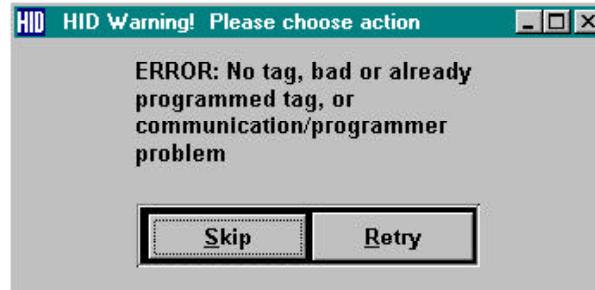 HID HID Warning! Please choose action
ERROR: No tag, bad or already
programmed tag, or
communication/programmer
problem
Skip Retry